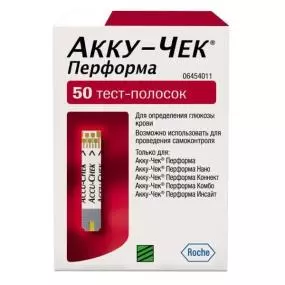 АККУ-ЧЕК®
Перформа
06454011
50 тест-полосок
Для определения глюкозы
крови
Возможно использовать для
проведения самоконтроля
Только для:
Акку-Чек® Перформа
Акку-Чек® Перформа Нано
Акку-Чек® Перформа Коннект
Акку-Чек® Перформа Комбо
Акку-Чек® Перформа Инсайт
ACCU-CHEK
ACCU-CHEK
Roche